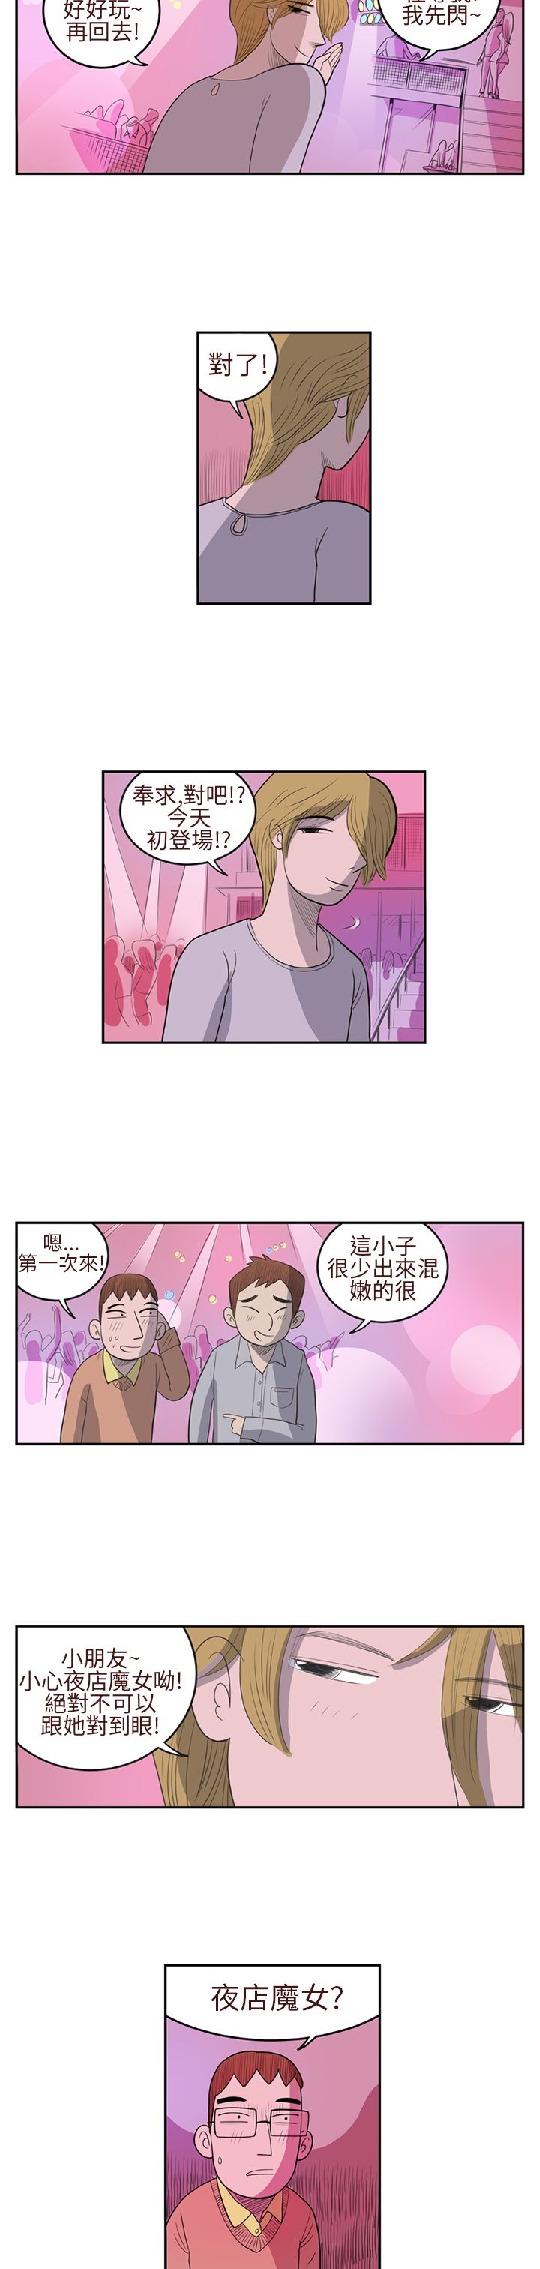 好好玩~
再回去!
我先閃~
對了!
奉求,對吧!?
今天
初登場!?
嗯...
第一次來!
這小子
很少出來混
嫩的很
小朋友~
小心夜店魔女呦!
絕對不可以
跟她對到眼!
夜店魔女?